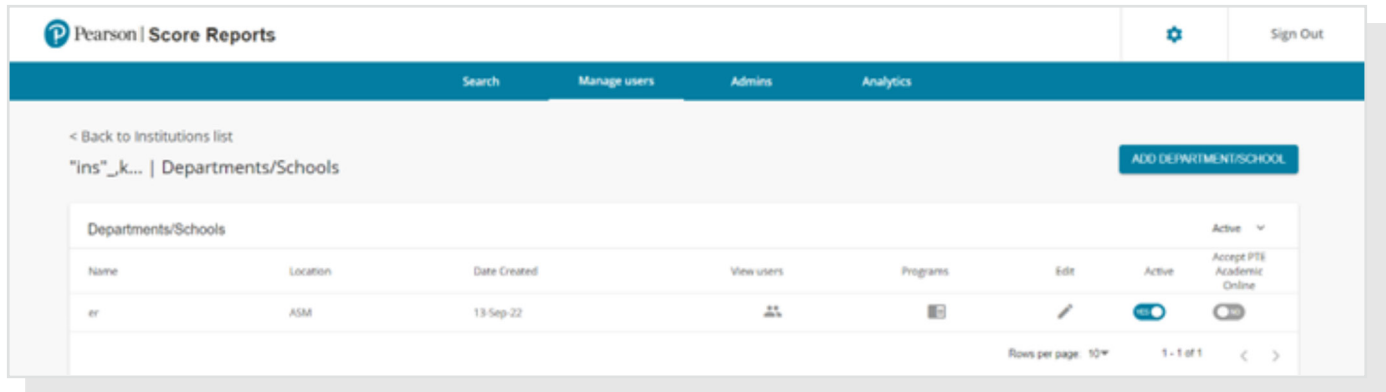 Pearson | Score Reports
Sign Out
Search Manage users Admins Analytics
< Back to Institutions list
"ins"_,k... | Departments/Schools
ADD DEPARTMENT/SCHOOL
Departments/Schools
Active
Name Location Date Created View users Programs Edit Active Accept PTE Academic Online
er ASM 13-Sep-22 YES NO
Rows per page: 10 1 - 1 of 1 < >